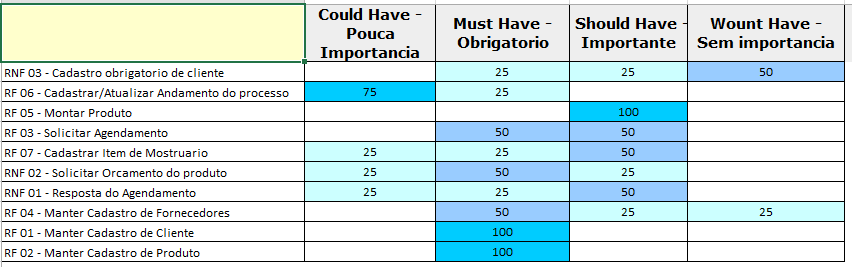 Could Have - Pouca Importancia	Must Have - Obrigatorio	Should Have - Importante	Wount Have - Sem importancia
RNF 03 - Cadastro obrigatorio de cliente		25	25	50
RF 06 - Cadastrar/Atualizar Andamento do processo	75	25
RF 05 - Montar Produto			100
RF 03 - Solicitar Agendamento		50	50
RF 07 - Cadastrar Item de Mostruario	25	25	50
RNF 02 - Solicitar Orcamento do produto	25	50	25
RNF 01 - Resposta do Agendamento	25	25	50
RF 04 - Manter Cadastro de Fornecedores		50	25	25
RF 01 - Manter Cadastro de Cliente		100
RF 02 - Manter Cadastro de Produto		100